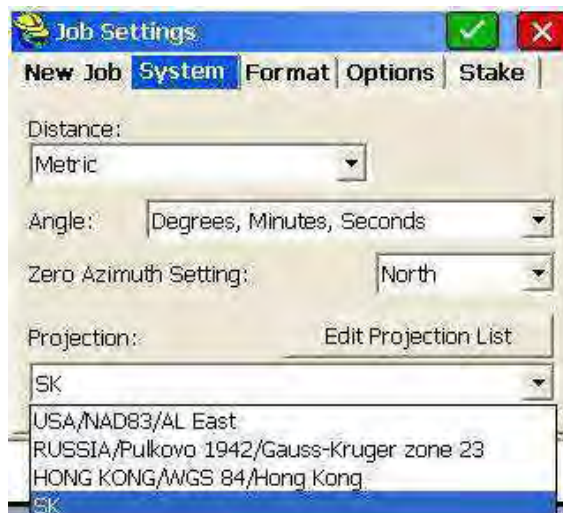 Job Settings
New Job System Format Options Stake
Distance:
Metric
Angle: Degrees, Minutes, Seconds
Zero Azimuth Setting: North
Projection: Edit Projection List
SK
USA/NAD83/AL East
RUSSIA/Pulkovo 1942/Gauss-Kruger zone 23
HONG KONG/WGS 84/Hong Kong
SK